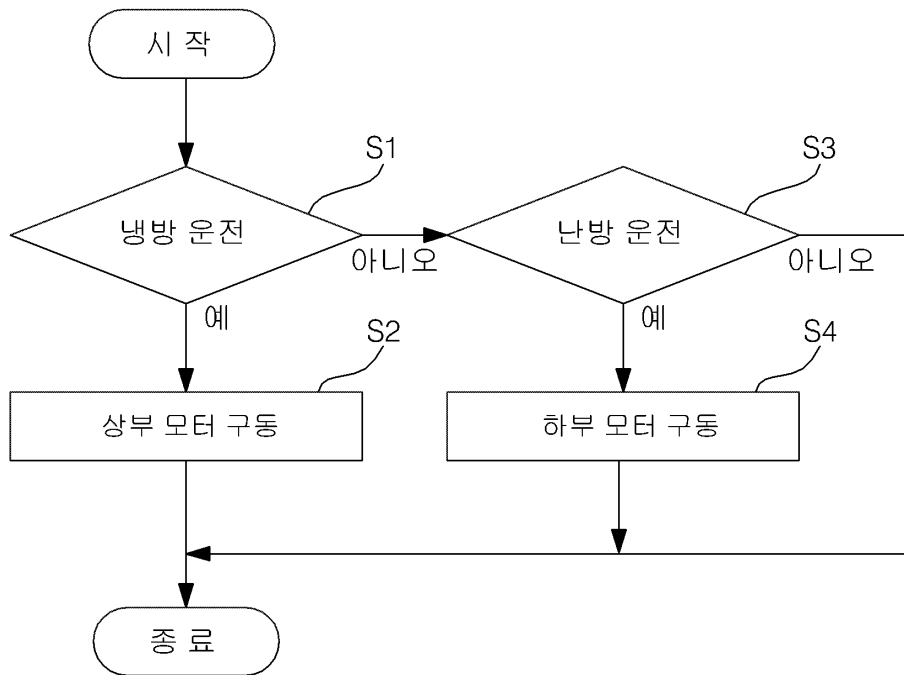 시 작
S1
냉방 운전
아니오
예
S3
난방 운전
아니오
예
S2
상부 모터 구동
S4
하부 모터 구동
종 료